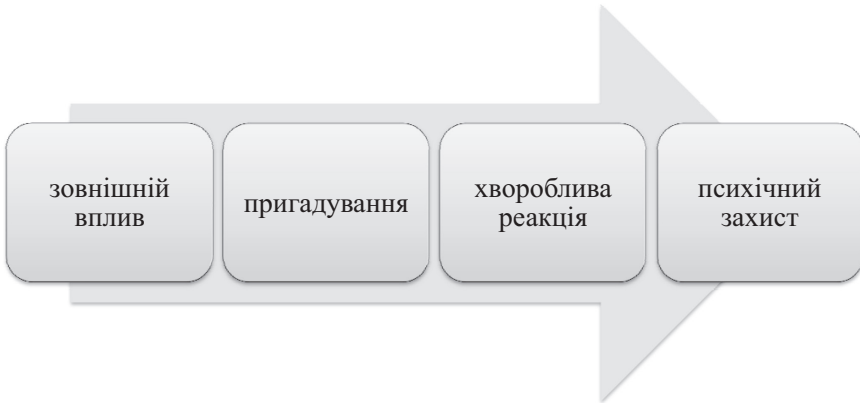 зовнішній
вплив
пригадування
хвороблива
реакція
психічний
захист